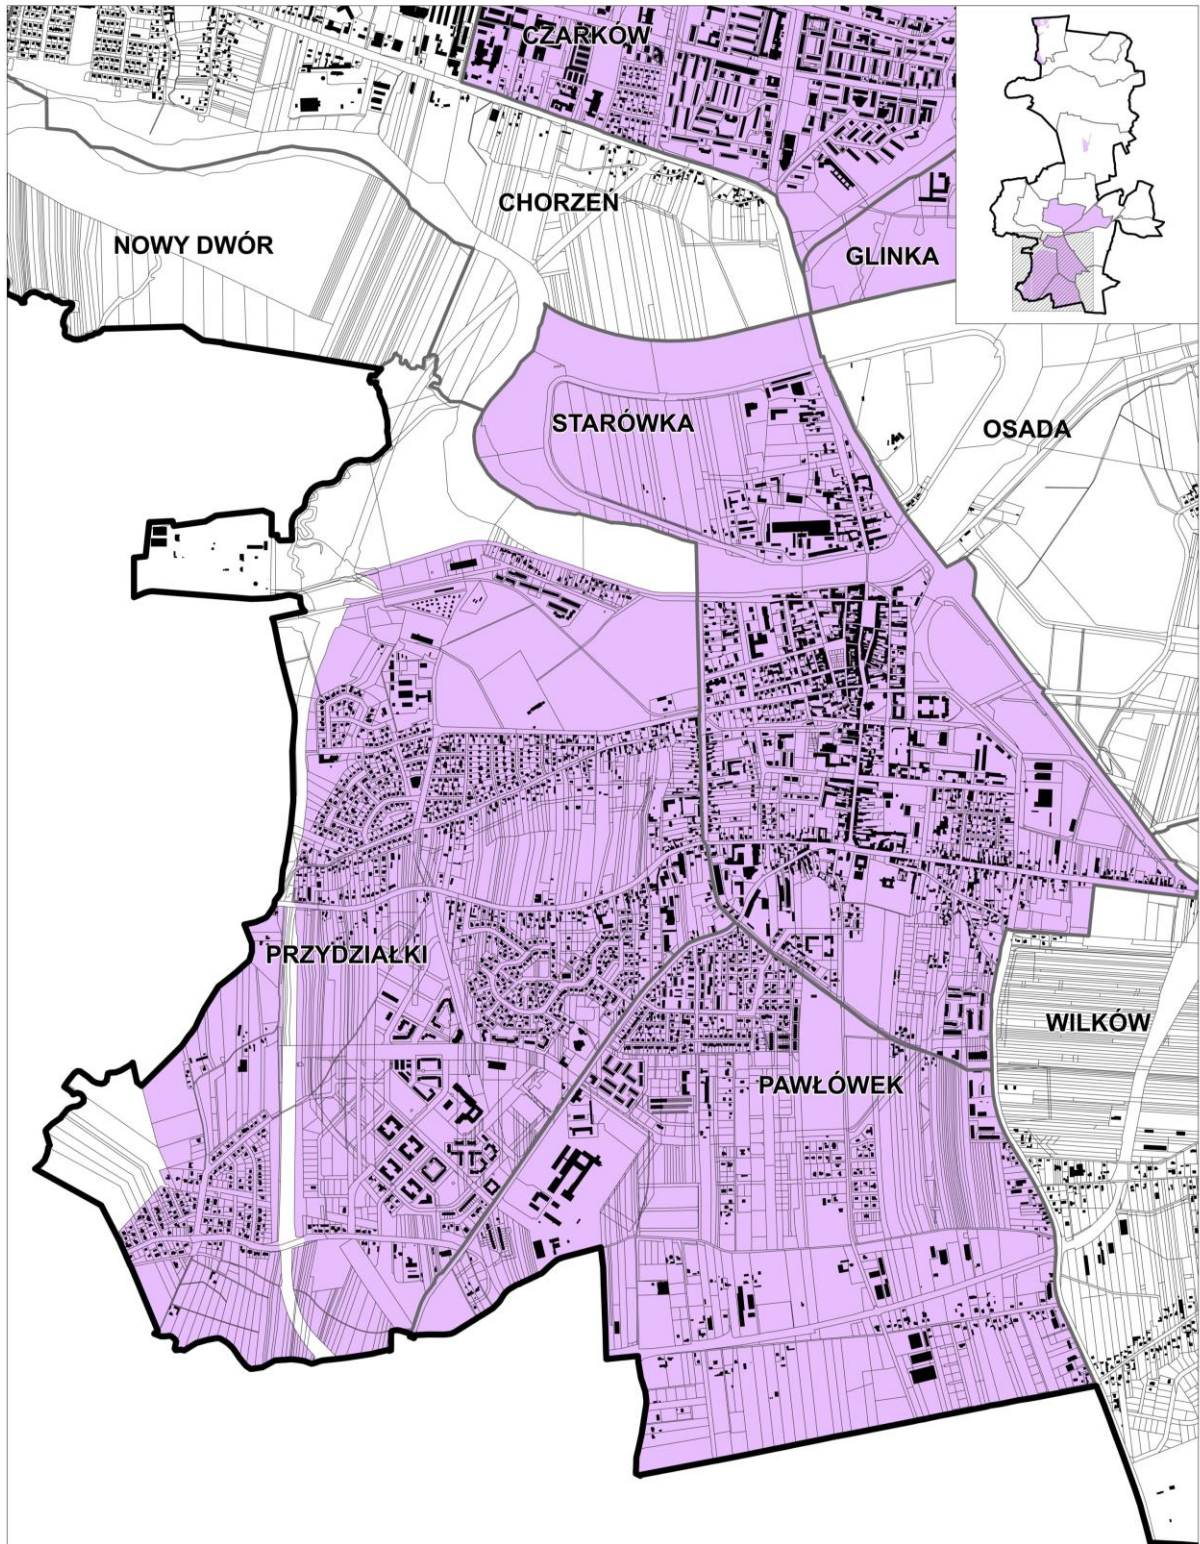 CZARKÓW
CHORZEŃ
NOWY DWÓR
GLINKA
STARÓWKA
OSADA
PRZYDZIAŁKI
WILKÓW
PAWŁÓWEK